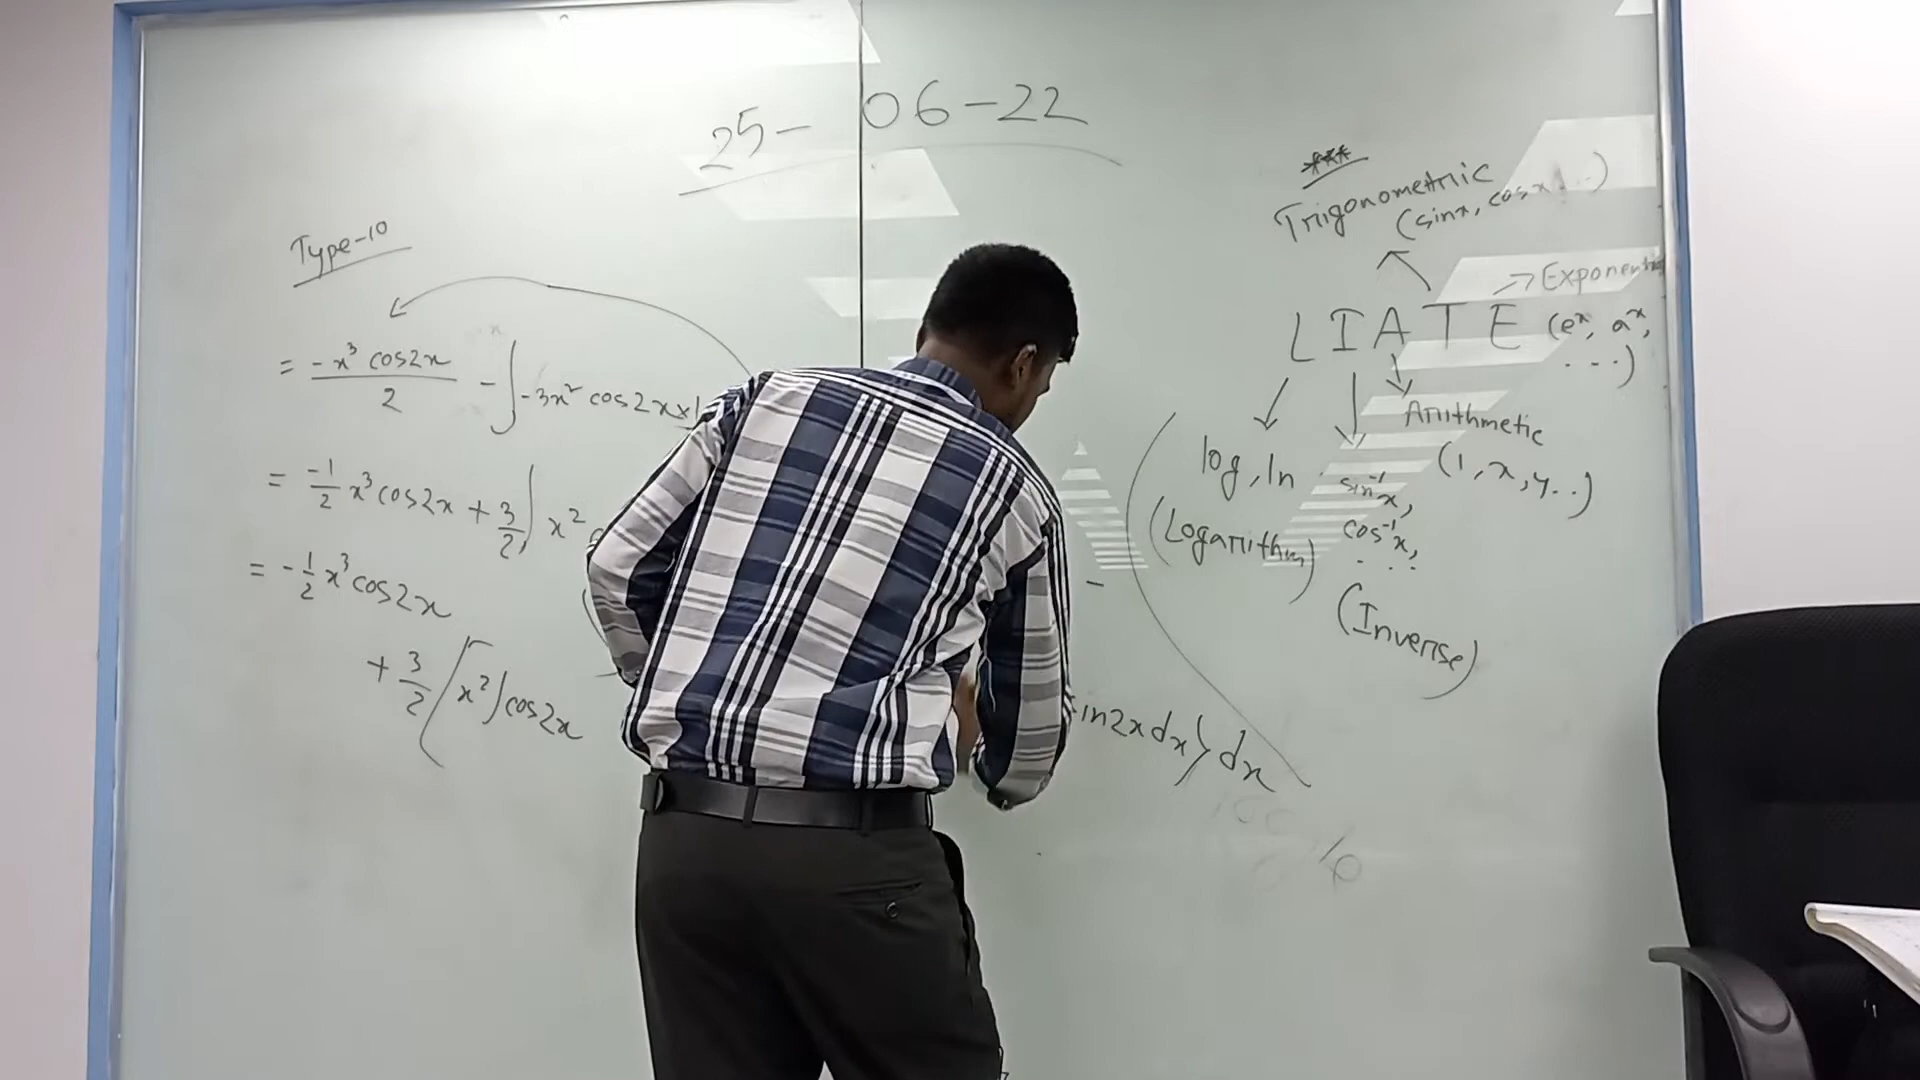 25-06-22
Type-10
= -x³ cos2x / 2 - ∫ -3x² cos2x x 1
= -1/2 x³ cos2x + 3/2 ∫ x²
= -1/2 x³ cos2x
+ 3/2 [ x² ∫ cos2x
in2x dx) dx
***
Trigonometric
(sinx, cosx, ...)
L I A T E
→ Exponenti
(eˣ, aˣ,
...)
Arithmetic
(1, x, y..)
log, ln
(Logarithm)
sin⁻¹x,
cos⁻¹x,
...
(Inverse)